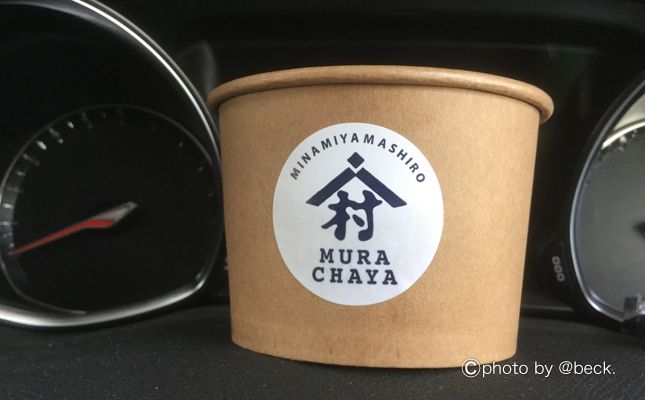 MINAMIYAMASHIRO
村
MURA
CHAYA
©photo by @beck.